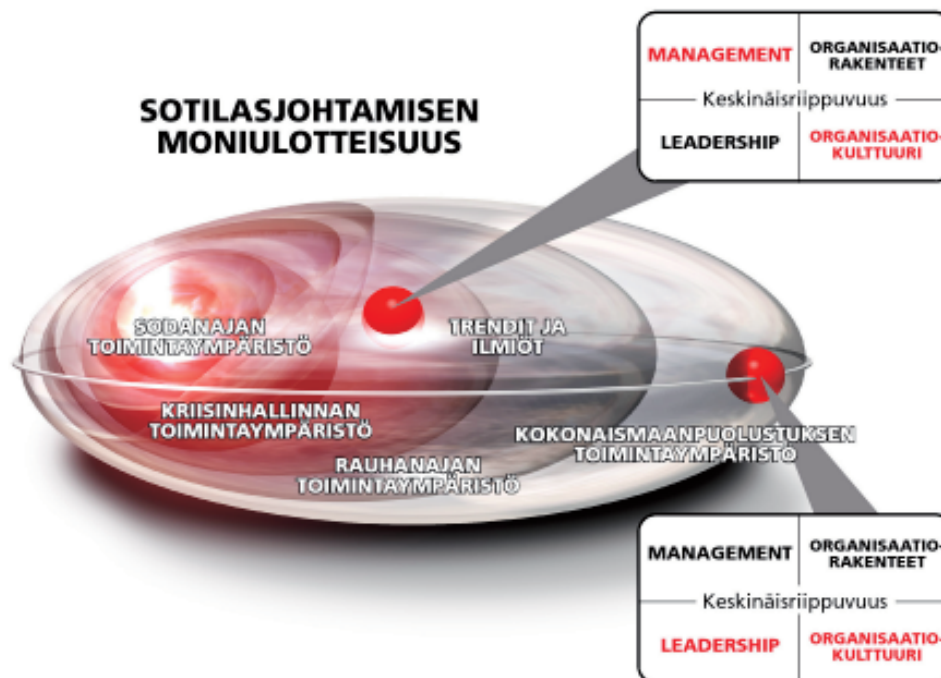 SOTILASJOHTAMISEN
MONIULOTTEISUUS
MANAGEMENT
ORGANISAATIO-
RAKENTEET
Keskinäisriippuvuus
LEADERSHIP
ORGANISAATIO-
KULTTUURI
SODANAJAN
TOIMINTAYMPÄRISTÖ
TRENDIT JA
ILMIÖT
KRIISINHALLINNAN
TOIMINTAYMPÄRISTÖ
KOKONAISMAANPUOLUSTUKSEN
TOIMINTAYMPÄRISTÖ
RAUHANAJAN
TOIMINTAYMPÄRISTÖ
MANAGEMENT
ORGANISAATIO-
RAKENTEET
Keskinäisriippuvuus
LEADERSHIP
ORGANISAATIO-
KULTTUURI